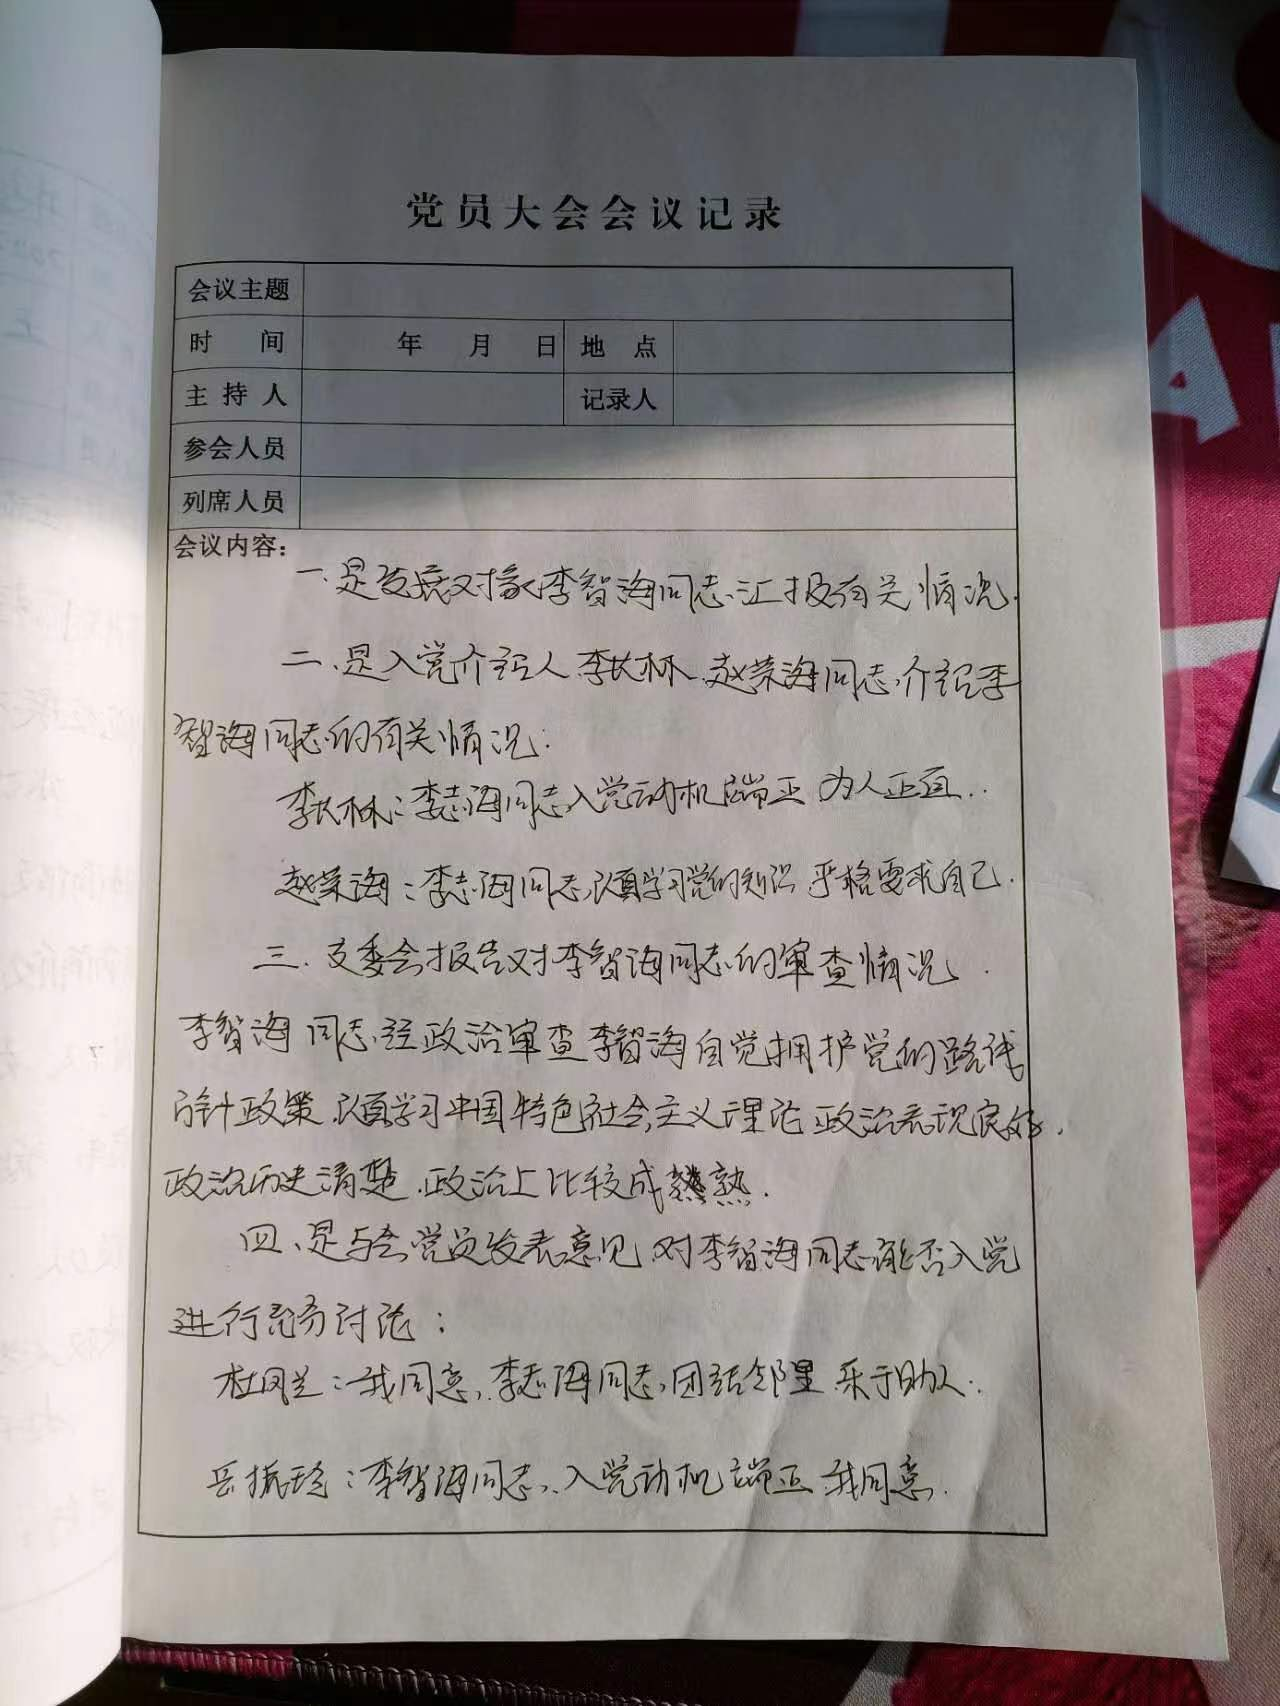 党员大会会议记录
会议主题
时 间 年 月 日 地 点
主 持 人 记录人
参会人员
列席人员
会议内容：
一、是发展对象李智海同志汇报有关情况.
二、是入党介绍人李长林、赵荣海同志介绍李
智海同志的有关情况：
李长林：李志海同志入党动机端正 为人正直..
赵荣海：李志海同志认真学习党的知识 严格要求自己.
三、支委会报告对李智海同志的审查情况.
李智海同志经政治审查李智海自觉拥护党的路线
方针政策 认真学习中国特色社会主义理论 政治表现良好.
政治历史清楚.政治上比较成熟.
四、是与会党员发表意见 对李智海同志能否入党
进行充分讨论：
杜凤兰：我同意,李志海同志,团结邻里 乐于助人..
岳振玲：李智海同志,入党动机端正 我同意.